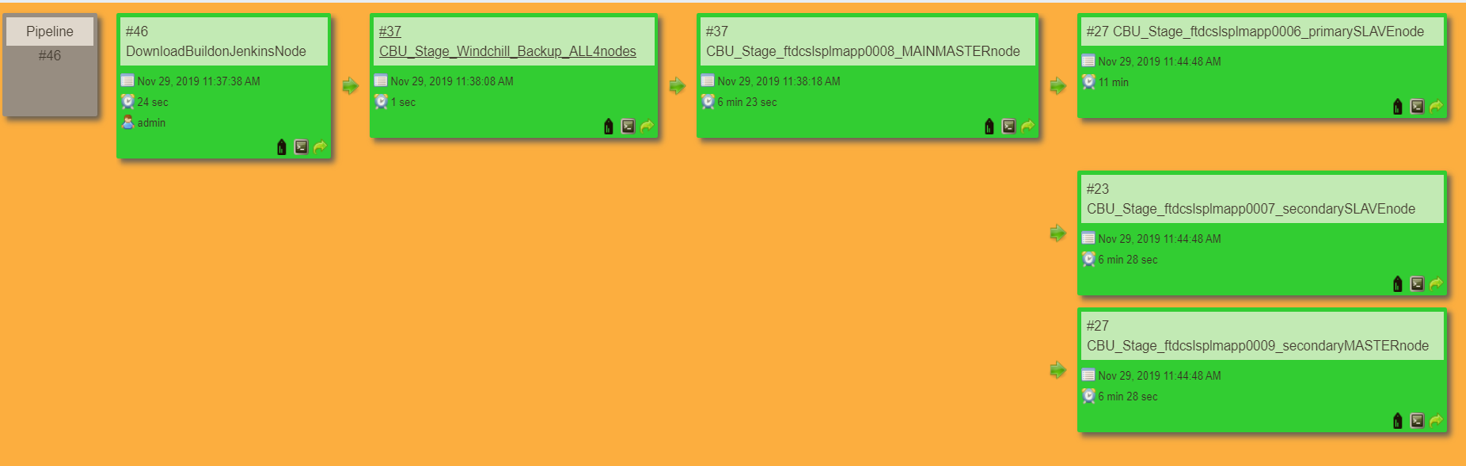 Pipeline
#46
#46
DownloadBuildonJenkinsNode
Nov 29, 2019 11:37:38 AM
24 sec
admin
#37
CBU_Stage_Windchill_Backup_ALL4nodes
Nov 29, 2019 11:38:08 AM
1 sec
#37
CBU_Stage_ftdcslsplmapp0008_MAINMASTERnode
Nov 29, 2019 11:38:18 AM
6 min 23 sec
#27 CBU_Stage_ftdcslsplmapp0006_primarySLAVEnode
Nov 29, 2019 11:44:48 AM
11 min
#23
CBU_Stage_ftdcslsplmapp0007_secondarySLAVEnode
Nov 29, 2019 11:44:48 AM
6 min 28 sec
#27
CBU_Stage_ftdcslsplmapp0009_secondaryMASTERnode
Nov 29, 2019 11:44:48 AM
6 min 28 sec